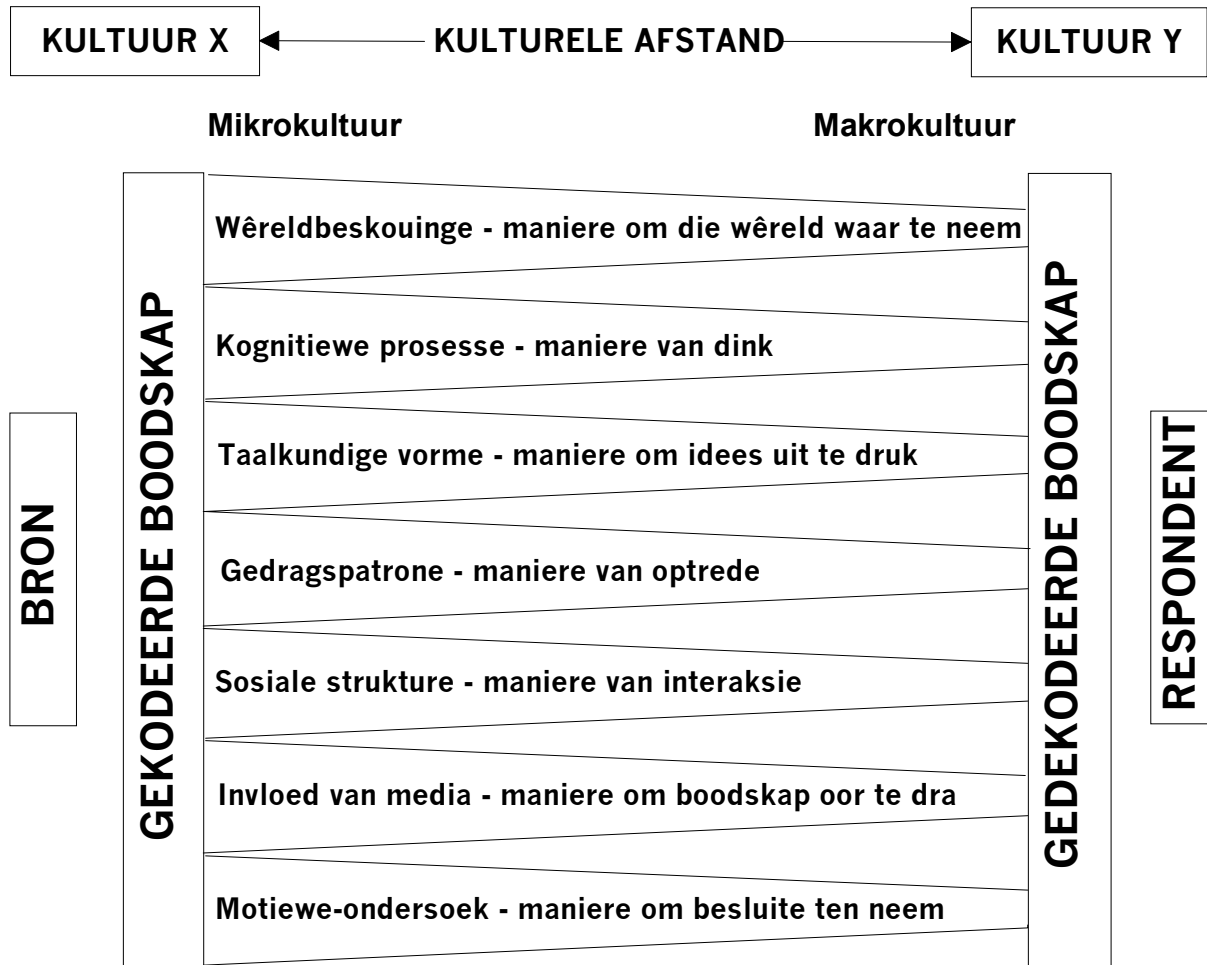 KULTUUR X
KULTURELE AFSTAND
KULTUUR Y
Mikrokultuur
Makrokultuur
BRON
GEKODEERDE BOODSKAP
Wêreldbeskouinge - maniere om die wêreld waar te neem
Kognitiewe prosesse - maniere van dink
Taalkundige vorme - maniere om idees uit te druk
Gedragspatrone - maniere van optrede
Sosiale strukture - maniere van interaksie
Invloed van media - maniere om boodskap oor te dra
Motiewe-ondersoek - maniere om besluite ten neem
GEDEKODEERDE BOODSKAP
RESPONDENT